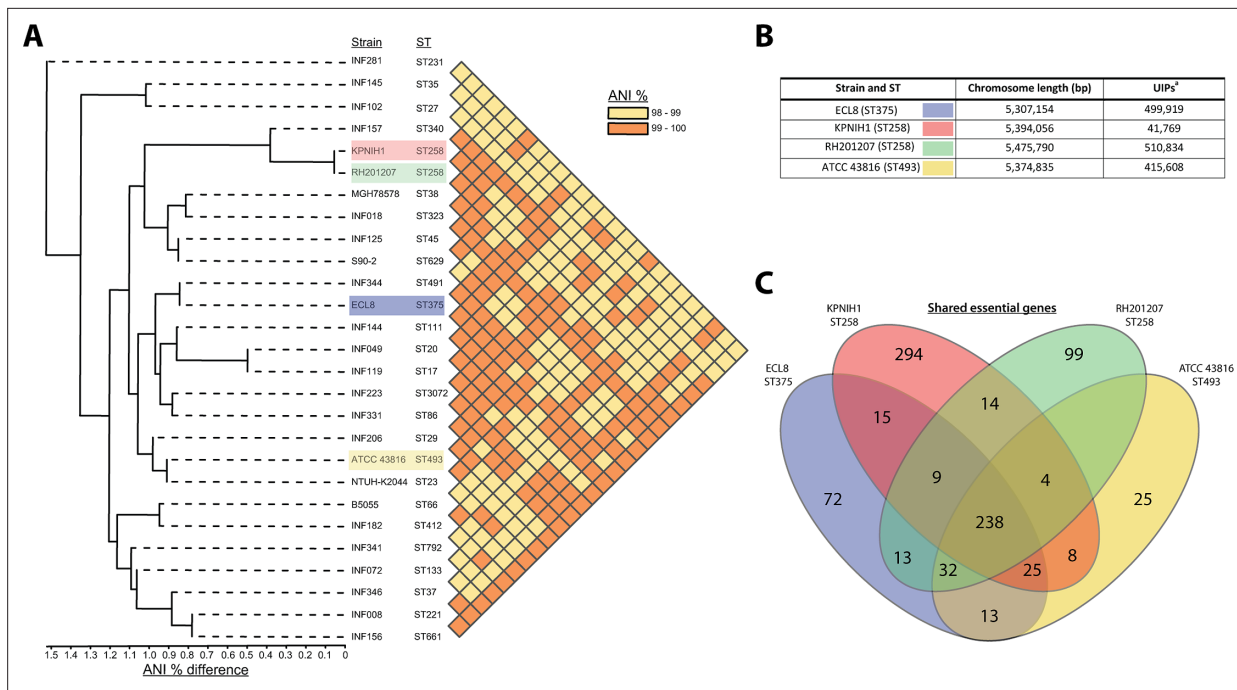 A
Strain ST
INF281 ST231
INF145 ST35
INF102 ST27
INF157 ST340
KPNIH1 ST258
RH201207 ST258
MGH78578 ST38
INF018 ST323
INF125 ST45
S90-2 ST629
INF344 ST491
ECL8 ST375
INF144 ST111
INF049 ST20
INF119 ST17
INF223 ST3072
INF331 ST86
INF206 ST29
ATCC 43816 ST493
NTUH-K2044 ST23
B5055 ST66
INF182 ST412
INF341 ST792
INF072 ST133
INF346 ST37
INF008 ST221
INF156 ST661
1.5 1.4 1.3 1.2 1.1 1.0 0.9 0.8 0.7 0.6 0.5 0.4 0.3 0.2 0.1 0
ANI % difference
ANI %
98 - 99
99 - 100
B
Strain and ST Chromosome length (bp) UIPsª
ECL8 (ST375) 5,307,154 499,919
KPNIH1 (ST258) 5,394,056 41,769
RH201207 (ST258) 5,475,790 510,834
ATCC 43816 (ST493) 5,374,835 415,608
C
Shared essential genes
KPNIH1
ST258
RH201207
ST258
ECL8
ST375
ATCC 43816
ST493
294
99
15
14
72
9
4
25
238
13
32
25
8
13